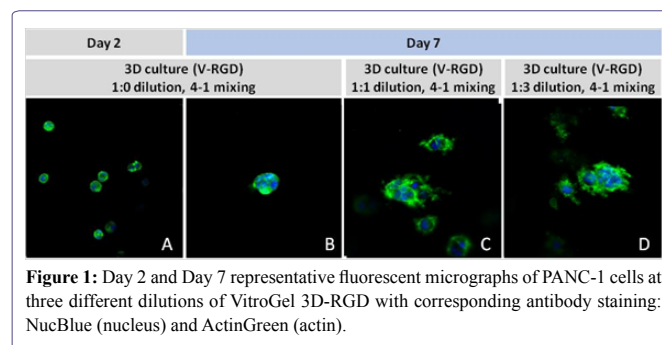 Day 2
Day 7
3D culture (V-RGD)
1:0 dilution, 4-1 mixing
3D culture (V-RGD)
1:1 dilution, 4-1 mixing
3D culture (V-RGD)
1:3 dilution, 4-1 mixing
A
B
C
D
Figure 1: Day 2 and Day 7 representative fluorescent micrographs of PANC-1 cells at
three different dilutions of VitroGel 3D-RGD with corresponding antibody staining:
NucBlue (nucleus) and ActinGreen (actin).